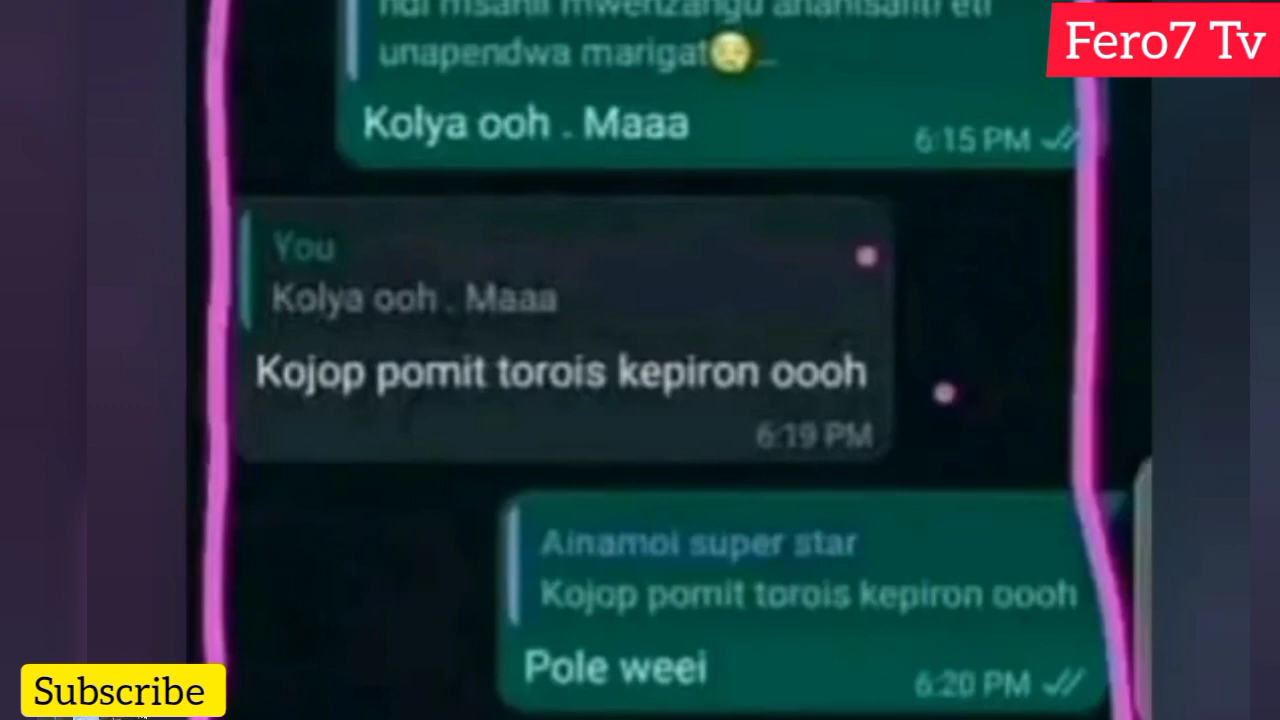 Fero7 Tv
unapendwa marigat😢...
Kolya ooh . Maaa
6:15 PM
You
Kolya ooh . Maaa
Kojop pomit torois kepiron oooh
6:19 PM
Ainamoi super star
Kojop pomit torois kepiron oooh
Pole weei
6:20 PM
Subscribe